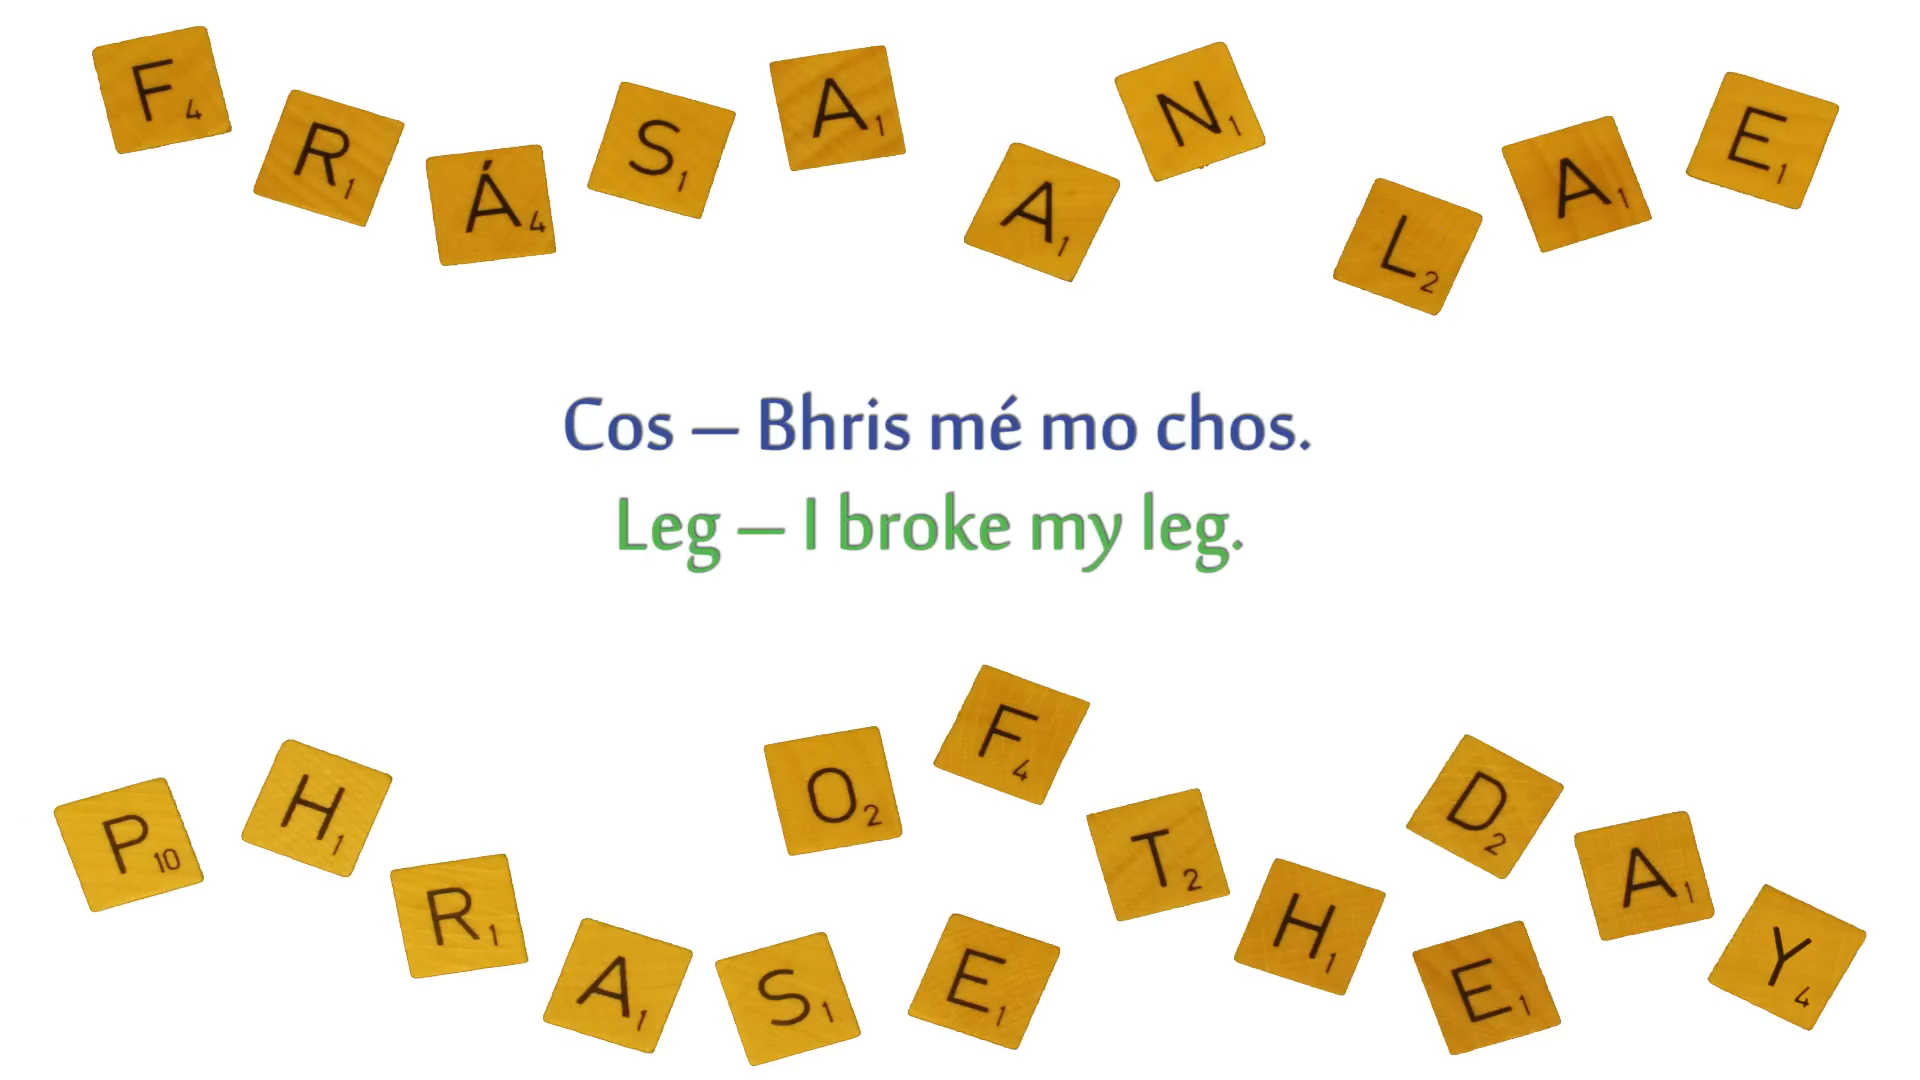 FRÁSA AN LAE
Cos – Bhris mé mo chos.
Leg – I broke my leg.
PHRASE OF THE DAY